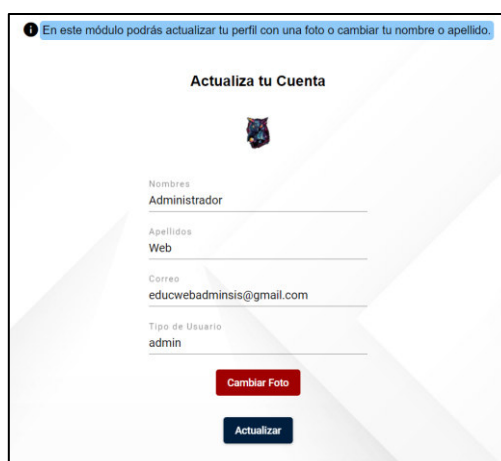 En este módulo podrás actualizar tu perfil con una foto o cambiar tu nombre o apellido.
Actualiza tu Cuenta
Nombres
Administrador
Apellidos
Web
Correo
educwebadminsis@gmail.com
Tipo de Usuario
admin
Cambiar Foto
Actualizar